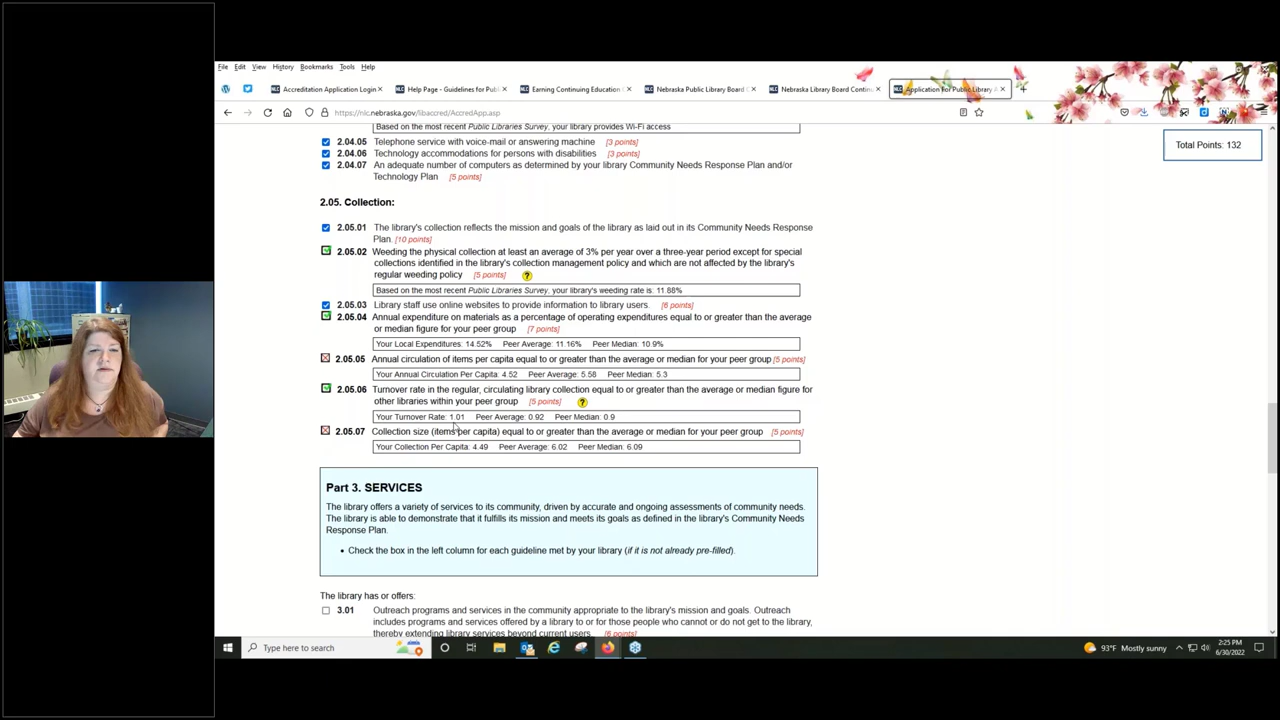 File Edit View History Bookmarks Tools Help
Accreditation Application Login
Help Page - Guidelines for Publ
Earning Continuing Education
Nebraska Public Library Board C
Nebraska Library Board Contin
Application For Public Library
https://nlc.nebraska.gov/libaccred/AccredApp.asp
Total Points: 132
Based on the most recent Public Libraries Survey, your library provides Wi-Fi access
2.04.05 Telephone service with voice-mail or answering machine [3 points]
2.04.06 Technology accommodations for persons with disabilities [3 points]
2.04.07 An adequate number of computers as determined by your library Community Needs Response Plan and/or
Technology Plan [5 points]
2.05. Collection:
2.05.01 The library's collection reflects the mission and goals of the library as laid out in its Community Needs Response
Plan. [10 points]
2.05.02 Weeding the physical collection at least an average of 3% per year over a three-year period except for special
collections identified in the library's collection management policy and which are not affected by the library's
regular weeding policy [5 points] ?
Based on the most recent Public Libraries Survey, your library's weeding rate is: 11.88%
2.05.03 Library staff use online websites to provide information to library users. [6 points]
2.05.04 Annual expenditure on materials as a percentage of operating expenditures equal to or greater than the average
or median figure for your peer group [7 points]
Your Local Expenditures: 14.52% Peer Average: 11.16% Peer Median: 10.9%
2.05.05 Annual circulation of items per capita equal to or greater than the average or median for your peer group [5 points]
Your Annual Circulation Per Capita: 4.52 Peer Average: 5.58 Peer Median: 5.3
2.05.06 Turnover rate in the regular, circulating library collection equal to or greater than the average or median figure for
other libraries within your peer group [5 points] ?
Your Turnover Rate: 1.01 Peer Average: 0.92 Peer Median: 0.9
2.05.07 Collection size (items per capita) equal to or greater than the average or median for your peer group [5 points]
Your Collection Per Capita: 4.49 Peer Average: 6.02 Peer Median: 6.09
Part 3. SERVICES
The library offers a variety of services to its community, driven by accurate and ongoing assessments of community needs.
The library is able to demonstrate that it fulfills its mission and meets its goals as defined in the library's Community Needs
Response Plan.
• Check the box in the left column for each guideline met by your library (if it is not already pre-filled).
The library has or offers:
3.01 Outreach programs and services in the community appropriate to the library's mission and goals. Outreach
includes programs and services offered by a library to or for those people who cannot or do not get to the library,
thereby extending library services beyond current users [6 points]
Type here to search
93°F Mostly sunny
2:25 PM
6/30/2022